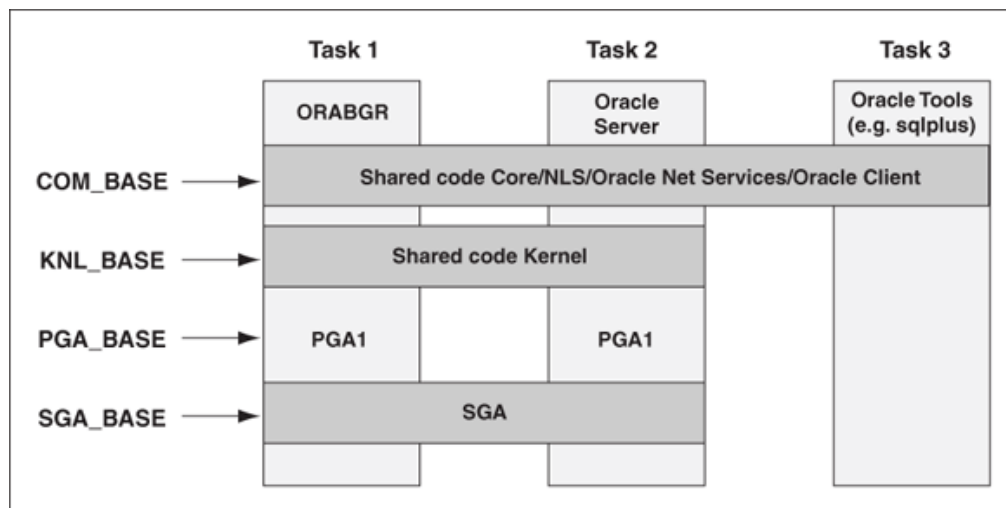 Task 1
Task 2
Task 3
ORABGR
Oracle
Server
Oracle Tools
(e.g. sqlplus)
COM_BASE
Shared code Core/NLS/Oracle Net Services/Oracle Client
KNL_BASE
Shared code Kernel
PGA_BASE
PGA1
PGA1
SGA_BASE
SGA